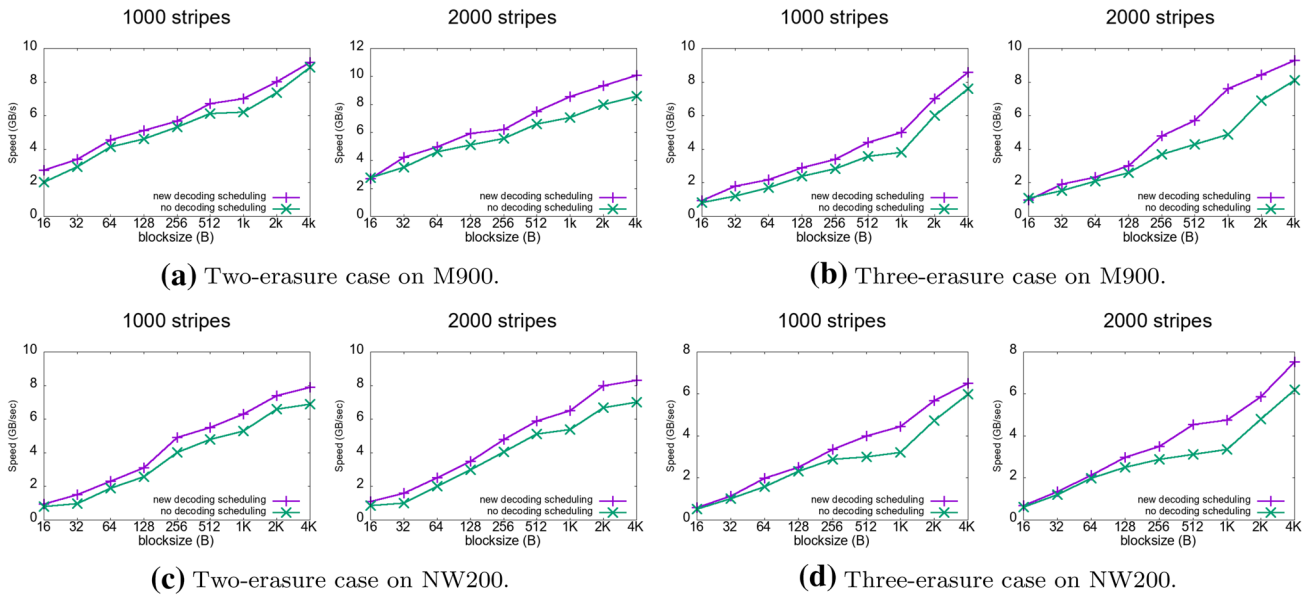 1000 stripes
Speed (GB/s)
10
8
6
4
2
0
new decoding scheduling
no decoding scheduling
16 32 64 128 256 512 1K 2K 4K
blocksize (B)
2000 stripes
Speed (GB/s)
12
10
8
6
4
2
0
new decoding scheduling
no decoding scheduling
16 32 64 128 256 512 1K 2K 4K
blocksize (B)
(a) Two-erasure case on M900.
1000 stripes
Speed (GB/s)
10
8
6
4
2
0
new decoding scheduling
no decoding scheduling
16 32 64 128 256 512 1k 2k 4k
blocksize (B)
2000 stripes
Speed (GB/s)
10
8
6
4
2
0
new decoding scheduling
no decoding scheduling
16 32 64 128 256 512 1k 2k 4k
blocksize (B)
(b) Three-erasure case on M900.
1000 stripes
Speed (GB/sec)
10
8
6
4
2
0
new decoding scheduling
no decoding scheduling
16 32 64 128 256 512 1K 2K 4K
blocksize (B)
2000 stripes
Speed (GB/sec)
10
8
6
4
2
0
new decoding scheduling
no decoding scheduling
16 32 64 128 256 512 1K 2K 4K
blocksize (B)
(c) Two-erasure case on NW200.
1000 stripes
Speed (GB/sec)
8
6
4
2
0
new decoding scheduling
no decoding scheduling
16 32 64 128 256 512 1K 2K 4K
blocksize (B)
2000 stripes
Speed (GB/sec)
8
6
4
2
0
new decoding scheduling
no decoding scheduling
16 32 64 128 256 512 1K 2K 4K
blocksize (B)
(d) Three-erasure case on NW200.